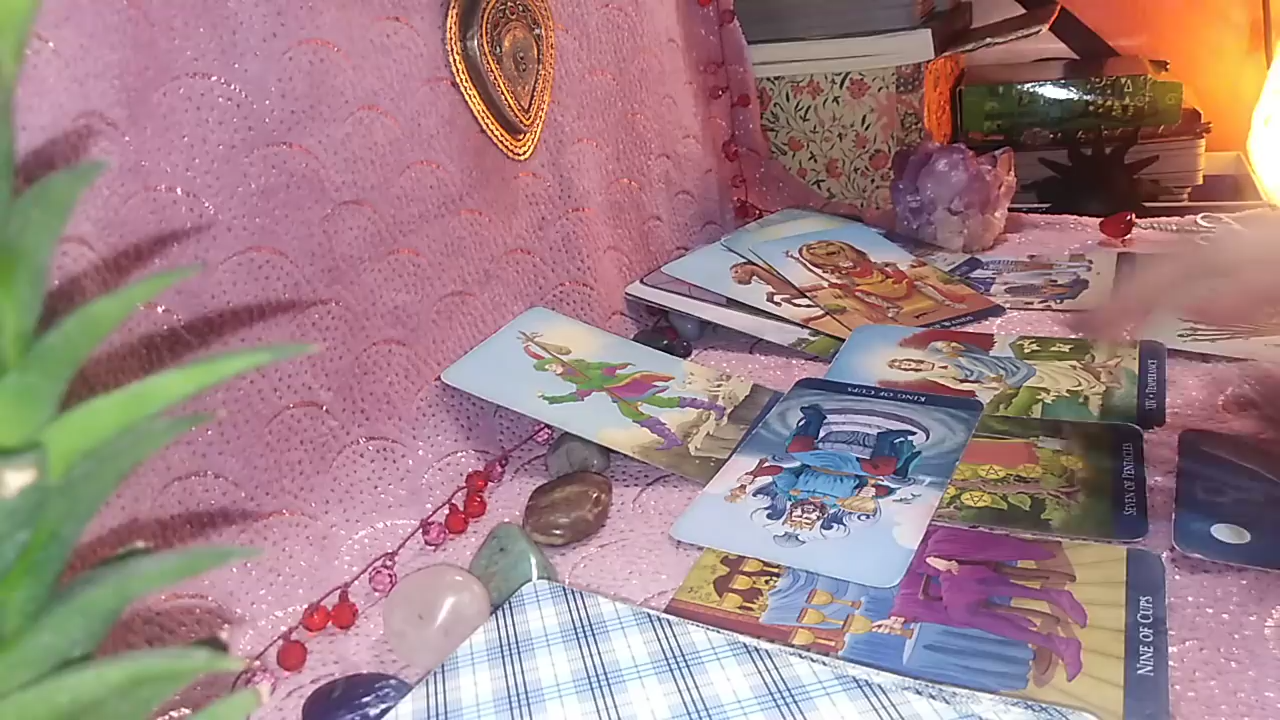 KING OF CUPS
XIV • TEMPERANCE
SEVEN OF PENTACLES
NINE OF CUPS